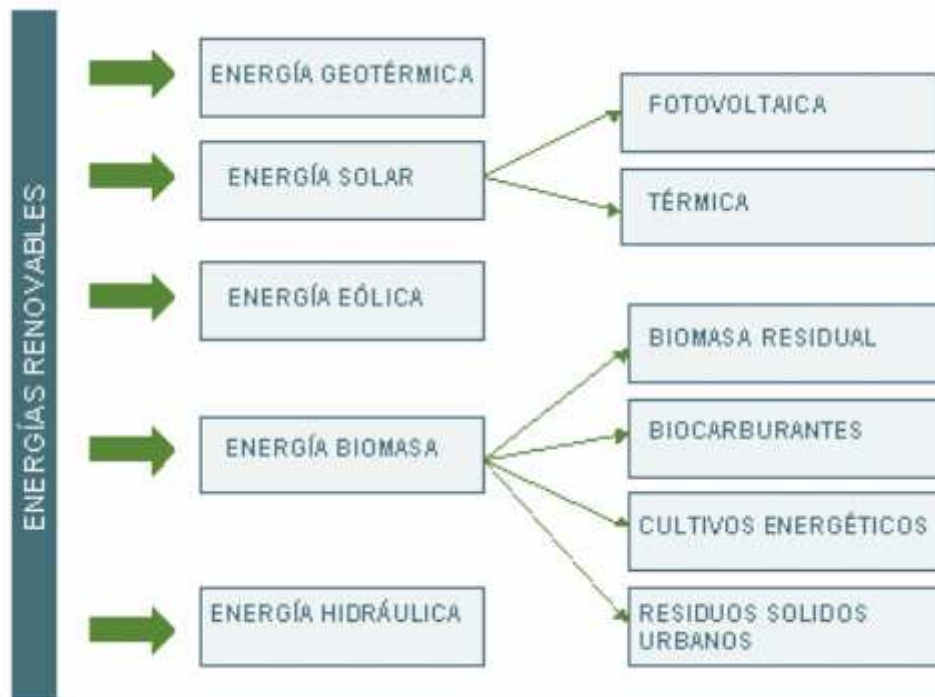 ENERGÍAS RENOVABLES
ENERGÍA GEOTÉRMICA
ENERGÍA SOLAR
FOTOVOLTAICA
TÉRMICA
ENERGÍA EÓLICA
ENERGÍA BIOMASA
BIOMASA RESIDUAL
BIOCARBURANTES
CULTIVOS ENERGÉTICOS
RESIDUOS SOLIDOS
URBANOS
ENERGÍA HIDRÁULICA